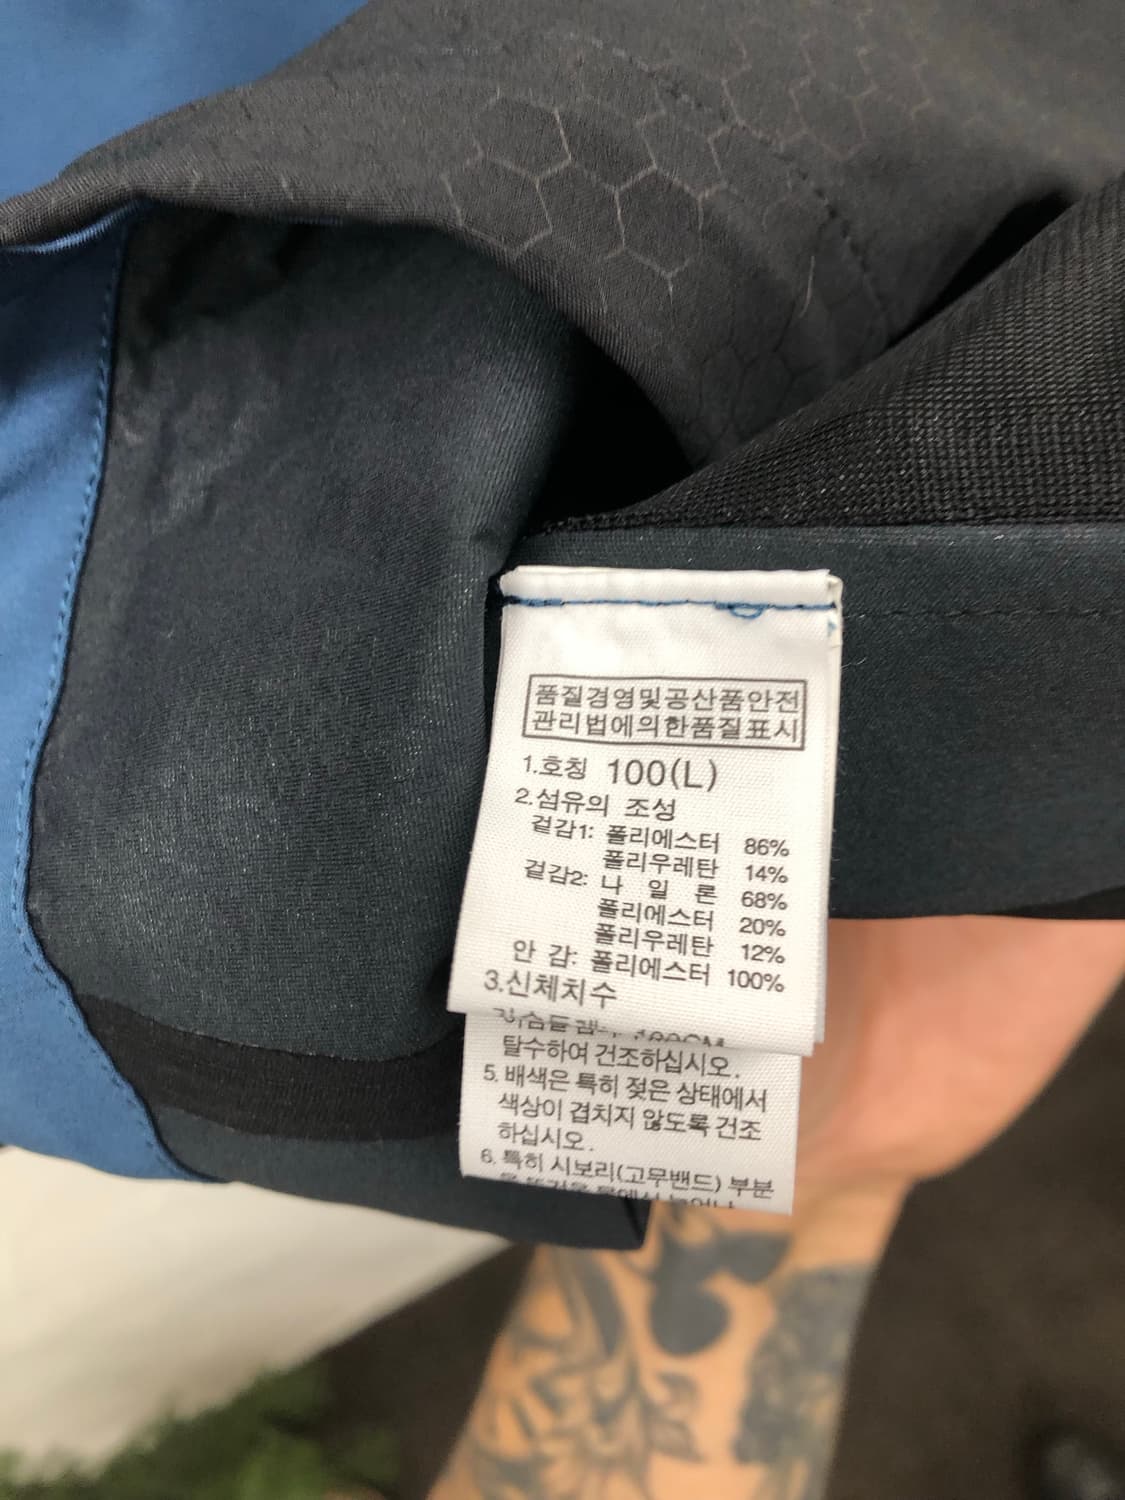 품질경영및공산품안전
관리법에의한품질표시
1.호칭 100(L)
2.섬유의 조성
겉감1: 폴리에스터 86%
폴리우레탄 14%
겉감2: 나 일 론 68%
폴리에스터 20%
폴리우레탄 12%
안 감: 폴리에스터 100%
3.신체치수
탈수하여 건조하십시오.
5. 배색은 특히 젖은 상태에서
색상이 겹치지 않도록 건조
하십시오.
6. 특히 시보리(고무밴드) 부분